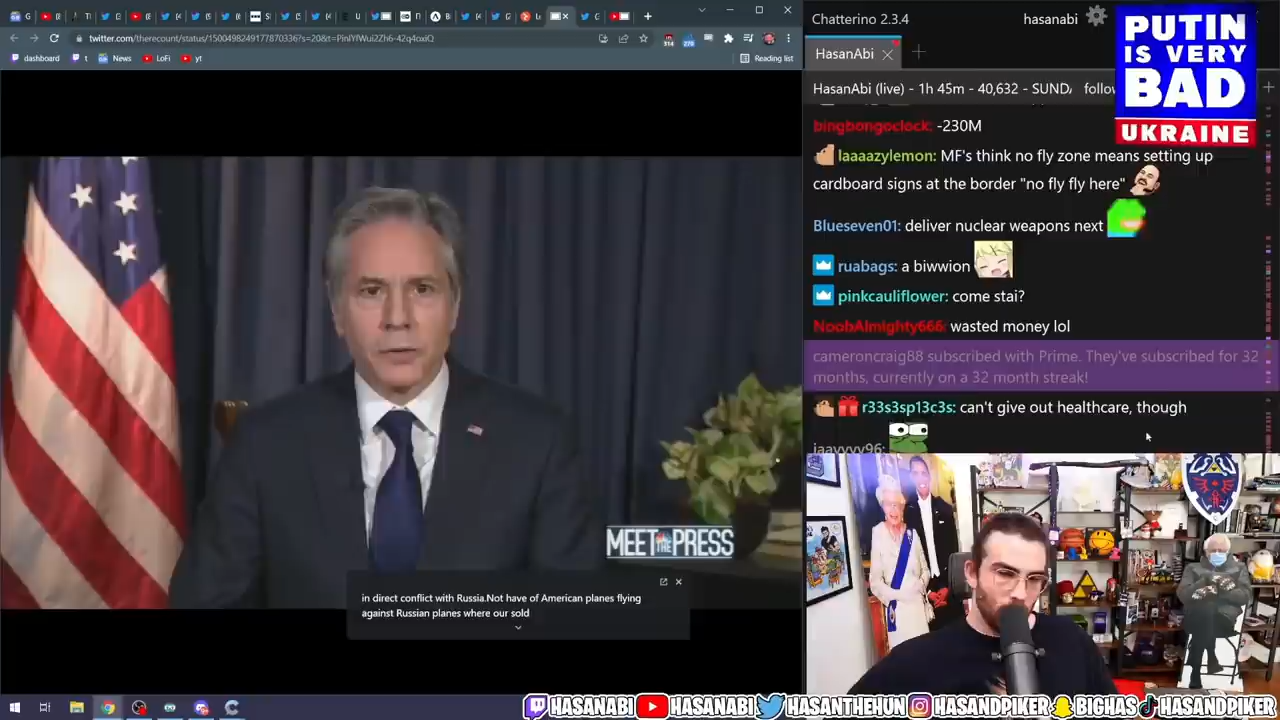 Chatterino 2.3.4
hasanabi
PUTIN
IS VERY
BAD
UKRAINE
HasanAbi
HasanAbi (live) - 1h 45m - 40,632 - SUND
follow
twitter.com/therecount/status/1500498249177870336?s=20&t=
dashboard
t
News
LoFi
yt
Reading list
bingbongoclock: -230M
laaaazylemon: MF's think no fly zone means setting up
cardboard signs at the border "no fly fly here"
Blueseven01: deliver nuclear weapons next
ruabags: a biwwion
pinkcauliflower: come stai?
NoobAlmighty666: wasted money lol
cameroncraig88 subscribed with Prime. They've subscribed for 32
months, currently on a 32 month streak!
r33s3sp13c3s: can't give out healthcare, though
jaayyyy96:
MEET THE PRESS
in direct conflict with Russia.Not have of American planes flying
against Russian planes where our sold
HASANABI HASANABI HASANTHEHUN HASANDPIKER BIGHAS HASANDPIKER